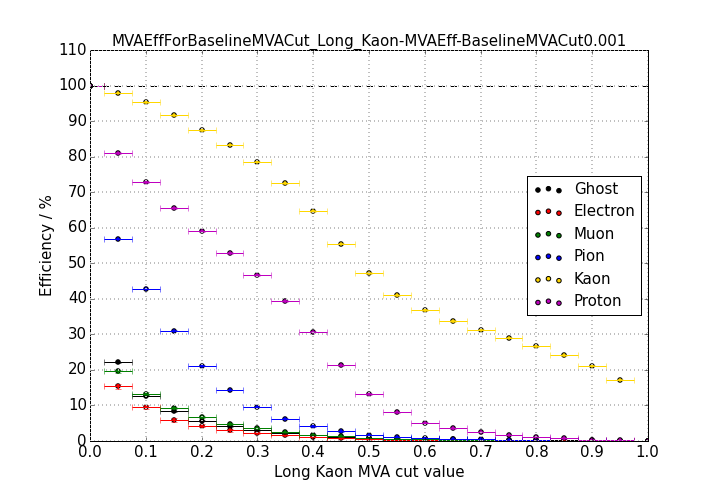 MVAEffForBaselineMVACut_Long_Kaon-MVAEff-BaselineMVACut0.001
110
100
90
80
70
60
50
40
30
20
10
0
Efficiency / %
Ghost
Electron
Muon
Pion
Kaon
Proton
0.0 0.1 0.2 0.3 0.4 0.5 0.6 0.7 0.8 0.9 1.0
Long Kaon MVA cut value